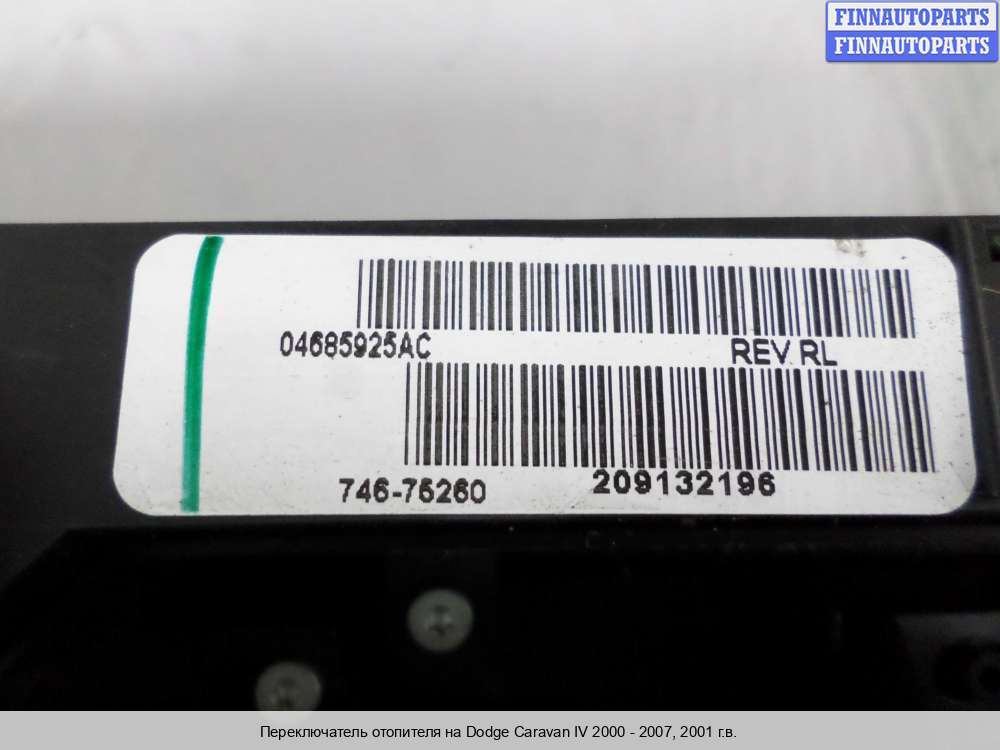 FINNAUTOPARTS
FINNAUTOPARTS
04685925AC REV RL
746-75260 209132196
Переключатель отопителя на Dodge Caravan IV 2000 - 2007, 2001 г.в.